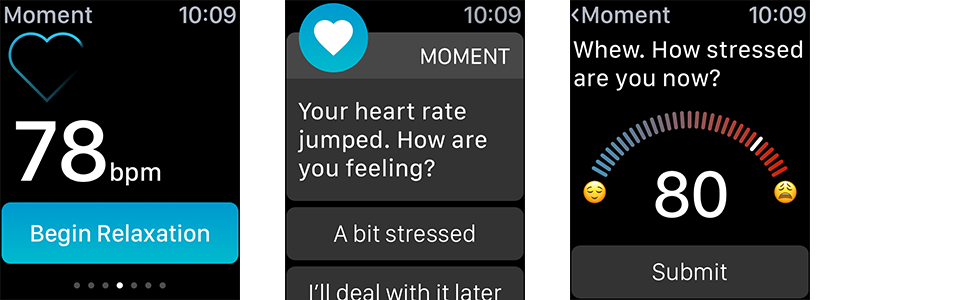 Moment 10:09
78 bpm
Begin Relaxation
10:09
MOMENT
Your heart rate
jumped. How are
you feeling?
A bit stressed
I'll deal with it later
<Moment 10:09
Whew. How stressed
are you now?
80
Submit